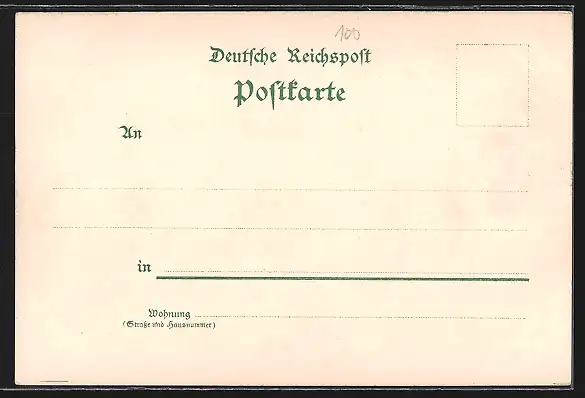 100
Deutsche Reichspost
Postkarte
An
in
Wohnung
(Straße und Hausnummer)